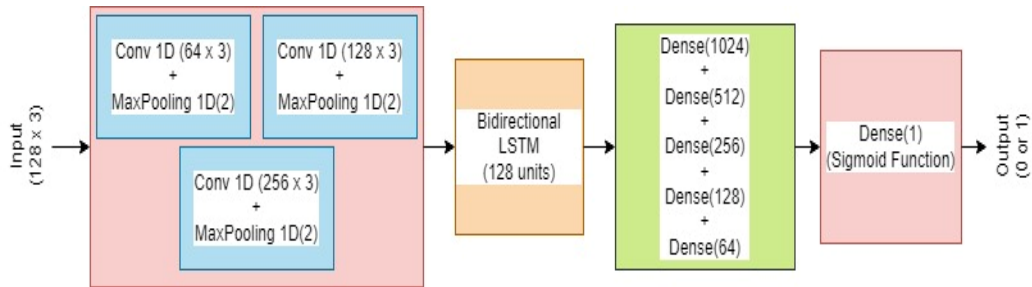 Input
(128 x 3)
Conv 1D (64 x 3)
+
MaxPooling 1D(2)
Conv 1D (128 x 3)
+
MaxPooling 1D(2)
Conv 1D (256 x 3)
+
MaxPooling 1D(2)
Bidirectional
LSTM
(128 units)
Dense(1024)
+
Dense(512)
+
Dense(256)
+
Dense(128)
+
Dense(64)
Dense(1)
(Sigmoid Function)
Output
(0 or 1)